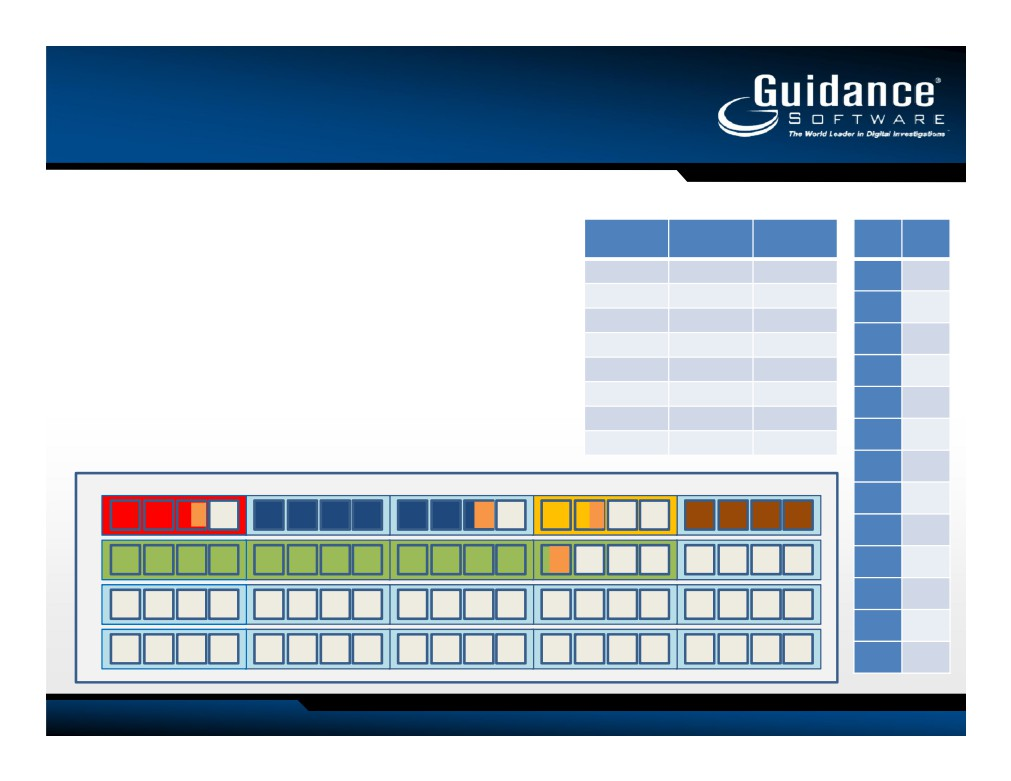 Guidance®
SOFTWARE
The World Leader in Digital Investigations™